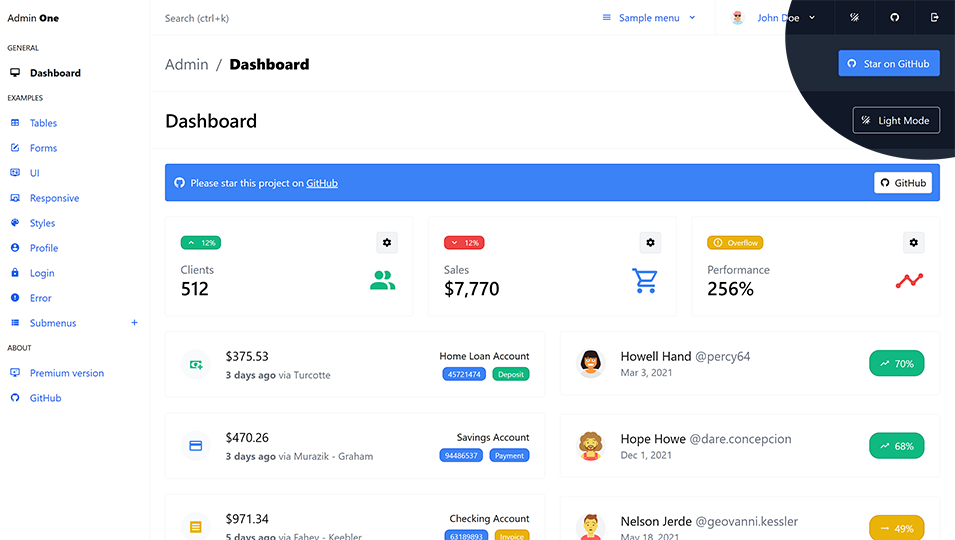 Admin One
GENERAL
Dashboard
EXAMPLES
Tables
Forms
UI
Responsive
Styles
Profile
Login
Error
Submenus +
ABOUT
Premium version
GitHub
Search (ctrl+k)
Sample menu
John Doe
Admin / Dashboard
Star on GitHub
Dashboard
Light Mode
Please star this project on GitHub
GitHub
12%
Clients
512
12%
Sales
$7,770
Overflow
Performance
256%
$375.53
3 days ago via Turcotte
Home Loan Account
45721474 Deposit
Howell Hand @percy64
Mar 3, 2021
70%
$470.26
3 days ago via Murazik - Graham
Savings Account
94486537 Payment
Hope Howe @dare.concepcion
Dec 1, 2021
68%
$971.34
5 days ago via Fahey - Keebler
Checking Account
63189893 Invoice
Nelson Jerde @geovanni.kessler
May 18, 2021
49%